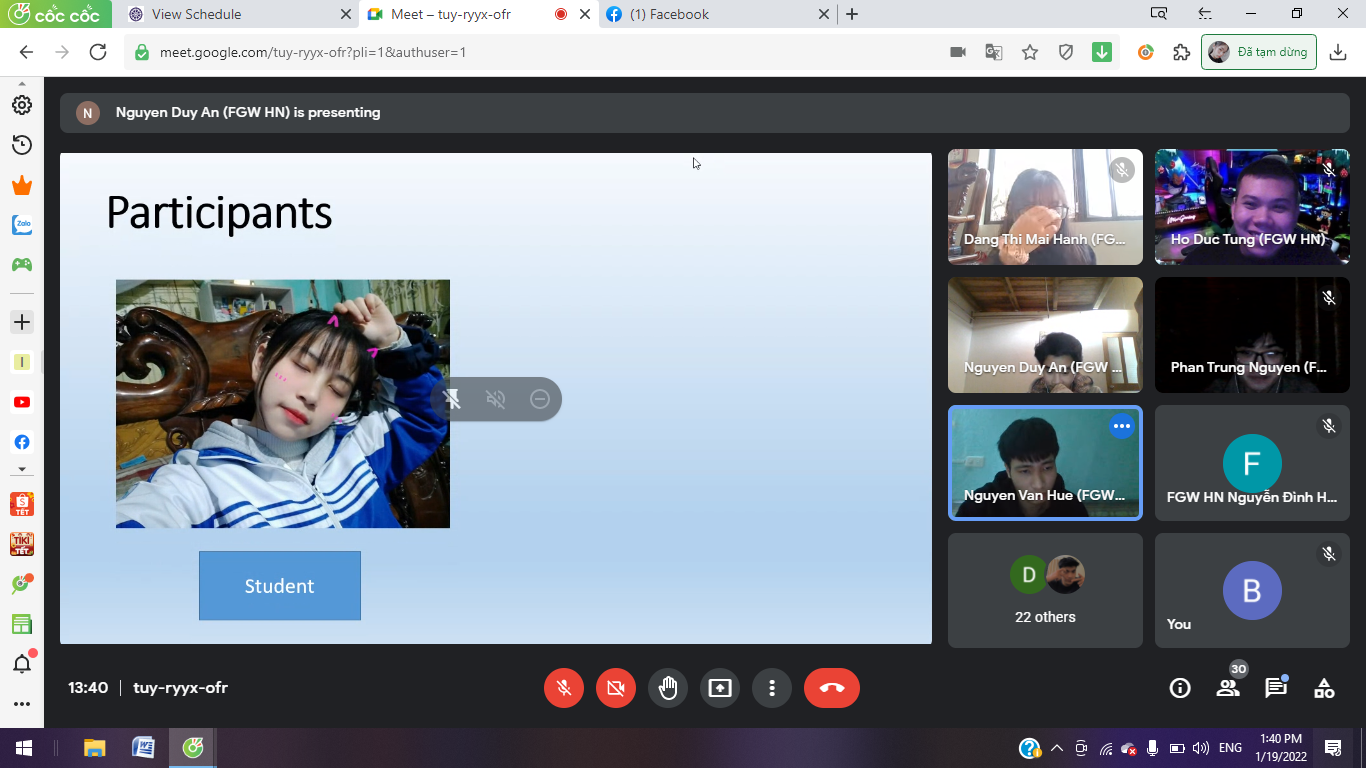 cốc cốc
View Schedule
Meet – tuy-ryyx-ofr
(1) Facebook
meet.google.com/tuy-ryyx-ofr?pli=1&authuser=1
Đã tạm dừng
N
Nguyen Duy An (FGW HN) is presenting
Participants
Student
Dang Thi Mai Hanh (FG...
Ho Duc Tung (FGW HN)
Nguyen Duy An (FGW ...
Phan Trung Nguyen (F...
Nguyen Van Hue (FGW...
F
FGW HN Nguyễn Đình H...
D
22 others
B
You
Zalo
I
TẾT
TIKI
TẾT
13:40
tuy-ryyx-ofr
30
ENG
1:40 PM
1/19/2022